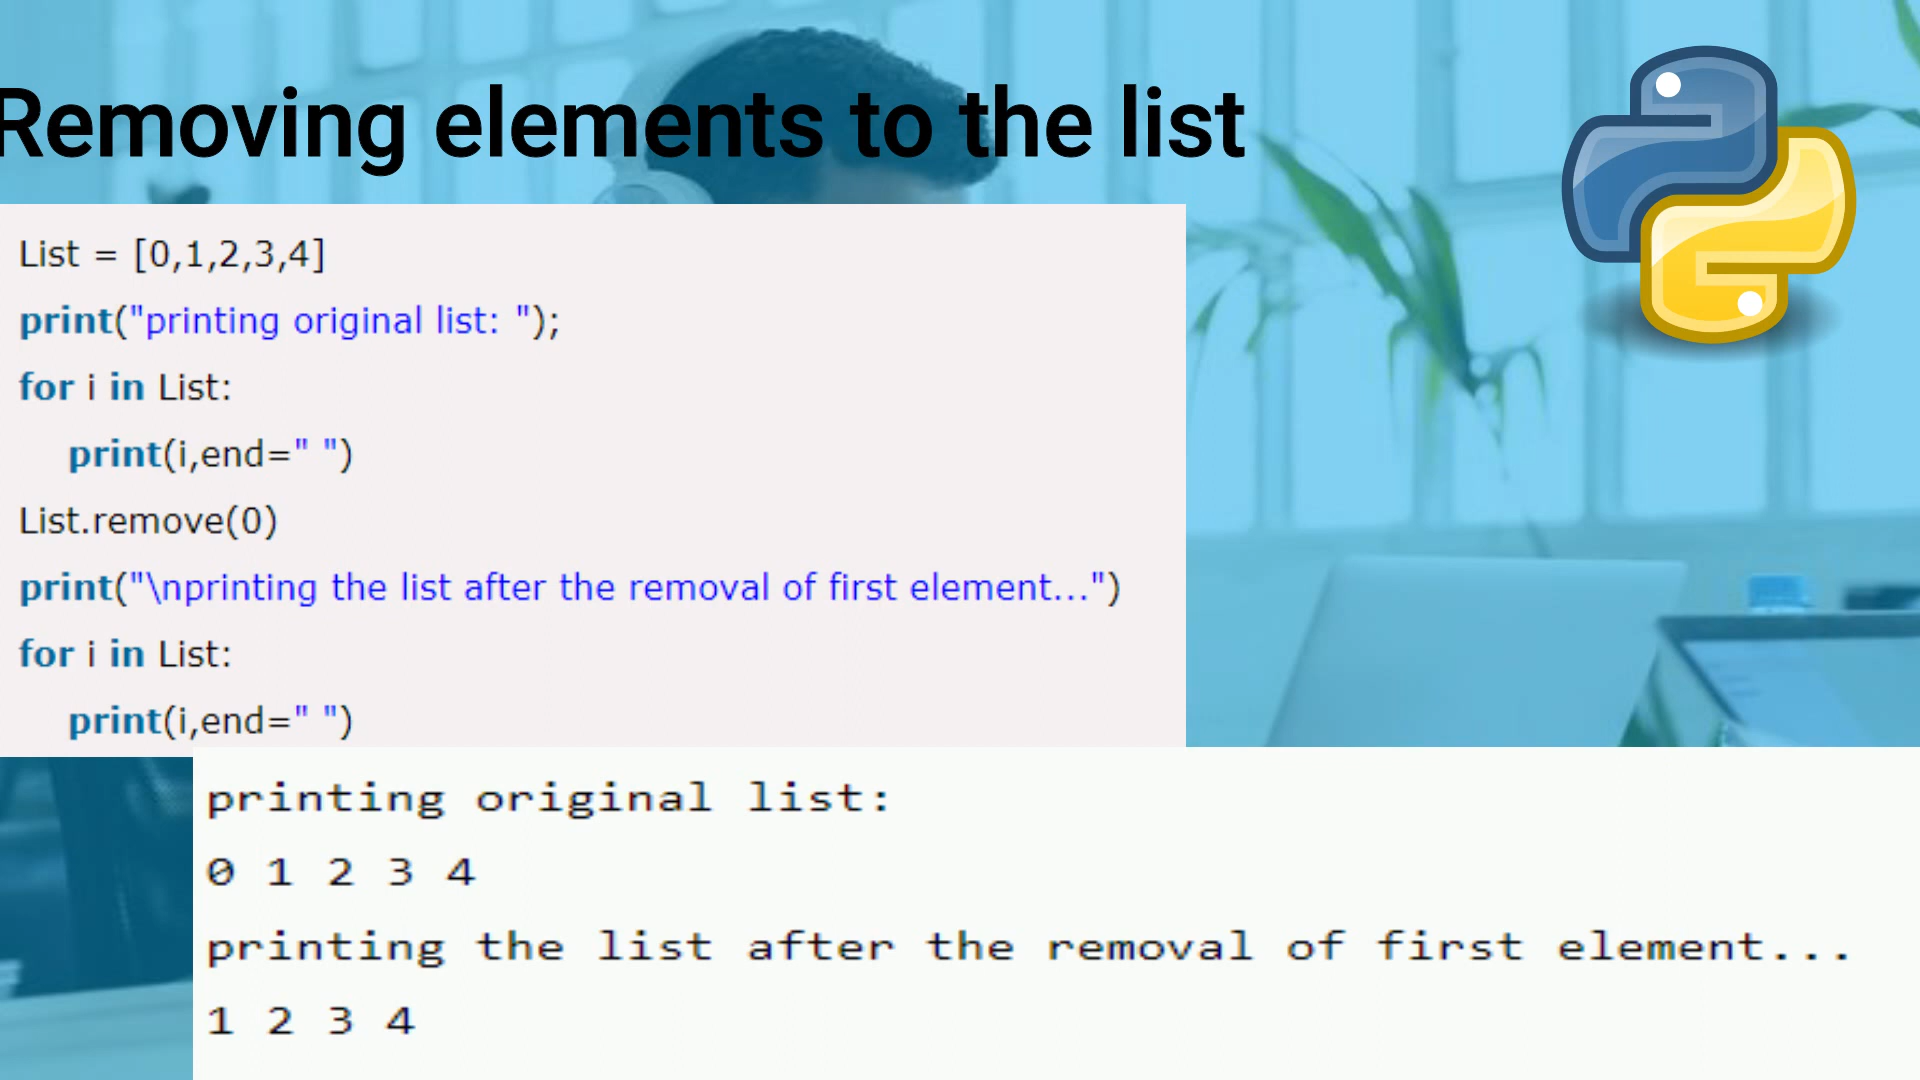 Removing elements to the list
List = [0,1,2,3,4]
print("printing original list: ");
for i in List:
    print(i,end=" ")
List.remove(0)
print("\nprinting the list after the removal of first element...")
for i in List:
    print(i,end=" ")
printing original list:
0 1 2 3 4
printing the list after the removal of first element...
1 2 3 4